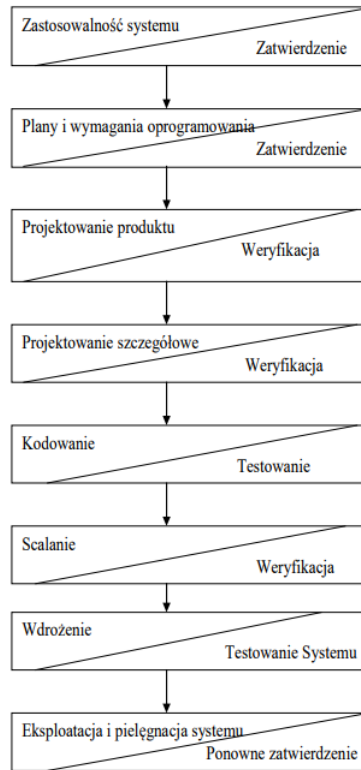 Zastosowalność systemu
Zatwierdzenie
Plany i wymagania oprogramowania
Zatwierdzenie
Projektowanie produktu
Weryfikacja
Projektowanie szczegółowe
Weryfikacja
Kodowanie
Testowanie
Scalanie
Weryfikacja
Wdrożenie
Testowanie Systemu
Eksploatacja i pielęgnacja systemu
Ponowne zatwierdzenie